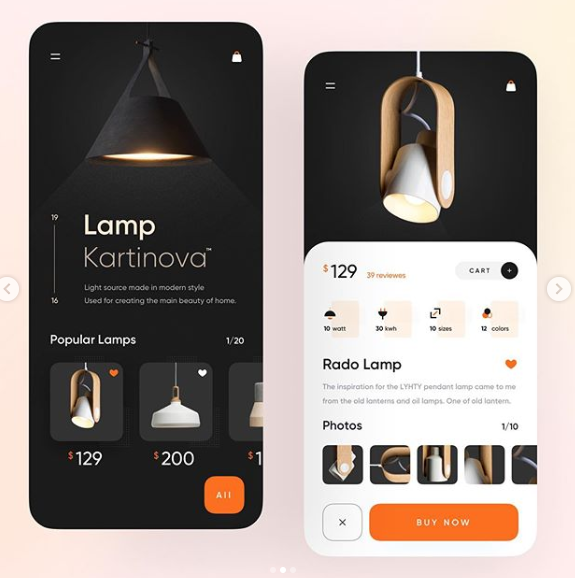 19
Lamp
Kartinova™
Light source made in modern style
16
Used for creating the main beauty of home.
Popular Lamps
1/20
$129
$200
$1
All
$129
39 reviewes
CART +
10 watt
30 kwh
10 sizes
12 colors
Rado Lamp
The inspiration for the LYHTY pendant lamp came to me
from the old lanterns and oil lamps. One of old lantern.
Photos
1/10
BUY NOW